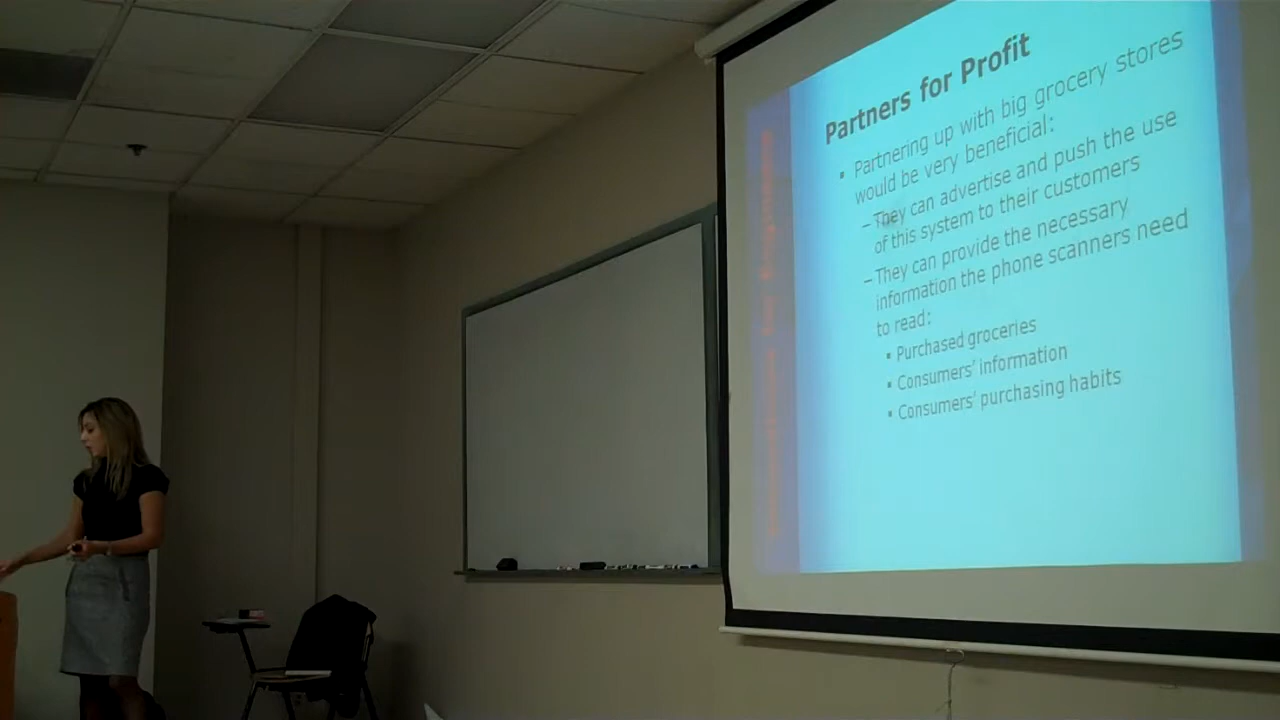 Partners for Profit
▪ Partnering up with big grocery stores
would be very beneficial:
– They can advertise and push the use
of this system to their customers
– They can provide the necessary
information the phone scanners need
to read:
▪ Purchased groceries
▪ Consumers' information
▪ Consumers' purchasing habits